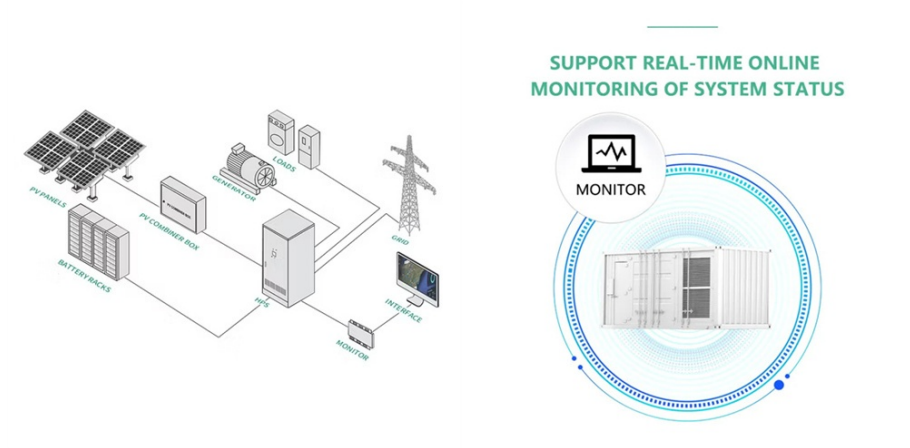 SUPPORT REAL-TIME ONLINE
MONITORING OF SYSTEM STATUS
MONITOR
PV PANELS
BATTERY RACKS
PV COMBINER BOX
GENERATOR
LOADS
GRID
HPS
INTERFACE
MONITOR